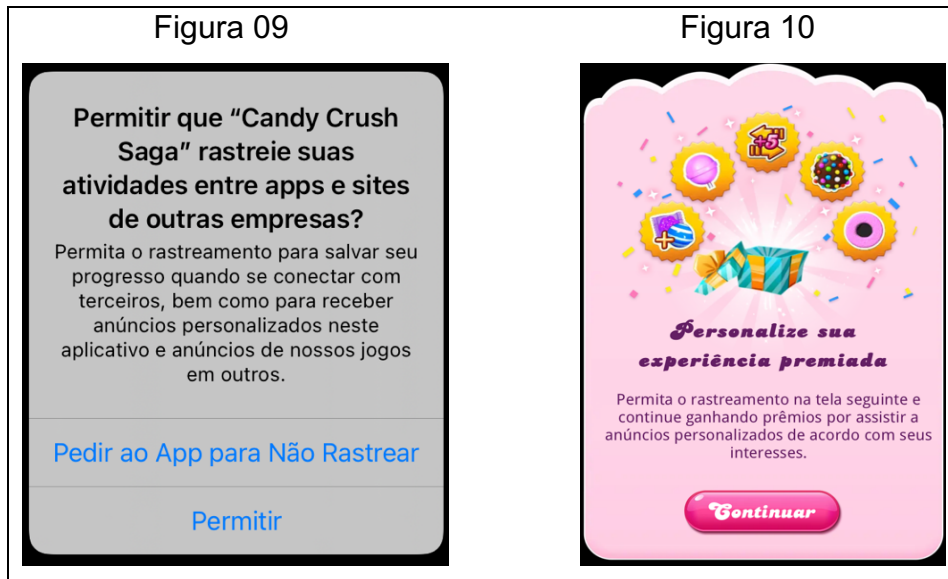 Figura 09
Permitir que “Candy Crush
Saga” rastreie suas
atividades entre apps e sites
de outras empresas?
Permita o rastreamento para salvar seu
progresso quando se conectar com
terceiros, bem como para receber
anúncios personalizados neste
aplicativo e anúncios de nossos jogos
em outros.
Pedir ao App para Não Rastrear
Permitir
Figura 10
+5
Personalize sua
experiência premiada
Permita o rastreamento na tela seguinte e
continue ganhando prêmios por assistir a
anúncios personalizados de acordo com seus
interesses.
Continuar